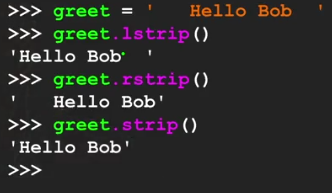 >>> greet = '   Hello Bob  '
>>> greet.lstrip()
'Hello Bob  '
>>> greet.rstrip()
'   Hello Bob'
>>> greet.strip()
'Hello Bob'
>>>